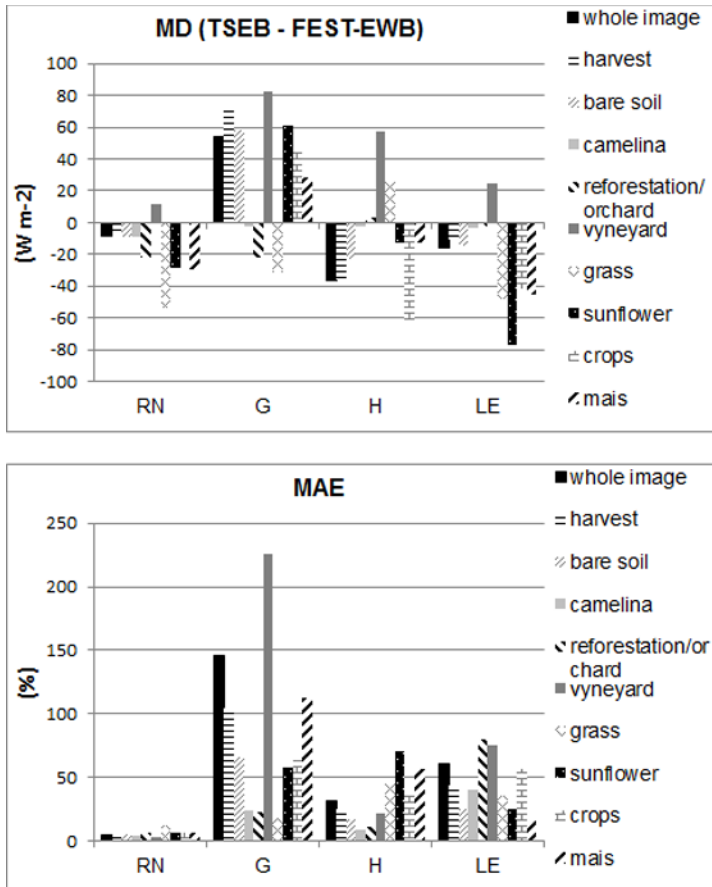 MD (TSEB - FEST-EWB)
100
80
60
40
20
0
-20
-40
-60
-80
-100
(W m-2)
RN G H LE
whole image
harvest
bare soil
camelina
reforestation/
orchard
vyneyard
grass
sunflower
crops
mais
MAE
250
200
150
100
50
0
(%)
RN G H LE
whole image
harvest
bare soil
camelina
reforestation/or
chard
vyneyard
grass
sunflower
crops
mais